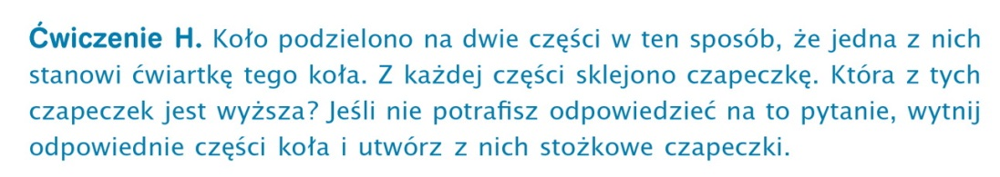 Ćwiczenie H. Koło podzielono na dwie części w ten sposób, że jedna z nich
stanowi ćwiartkę tego koła. Z każdej części sklejono czapeczkę. Która z tych
czapeczek jest wyższa? Jeśli nie potrafisz odpowiedzieć na to pytanie, wytnij
odpowiednie części koła i utwórz z nich stożkowe czapeczki.